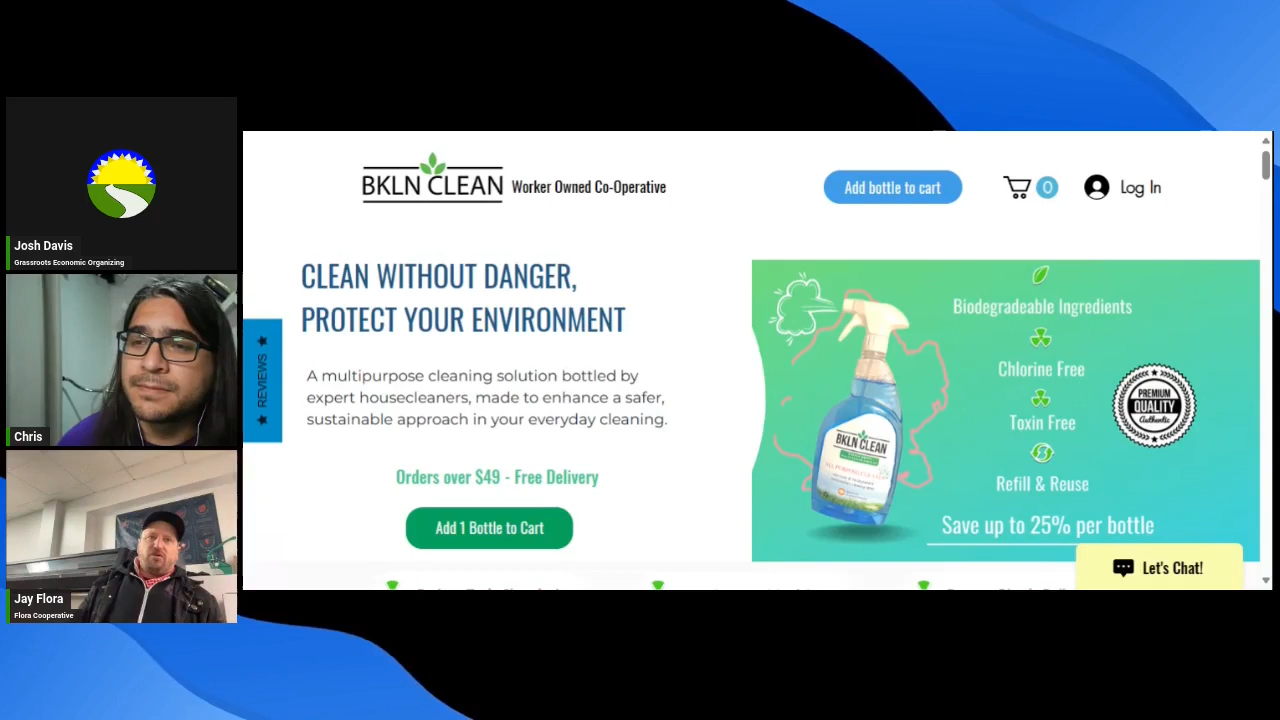 Josh Davis
Grassroots Economic Organizing
Chris
Jay Flora
Flora Cooperative
BKLN CLEAN
Worker Owned Co-Operative
Add bottle to cart
0
Log In
CLEAN WITHOUT DANGER,
PROTECT YOUR ENVIRONMENT
REVIEWS
A multipurpose cleaning solution bottled by
expert housecleaners, made to enhance a safer,
sustainable approach in your everyday cleaning.
Orders over $49 - Free Delivery
Add 1 Bottle to Cart
BKLN CLEAN
ALL PURPOSE CLEANER
Biodegradeable Ingredients
Chlorine Free
Toxin Free
Refill & Reuse
Save up to 25% per bottle
PREMIUM
QUALITY
Authentic
Let's Chat!